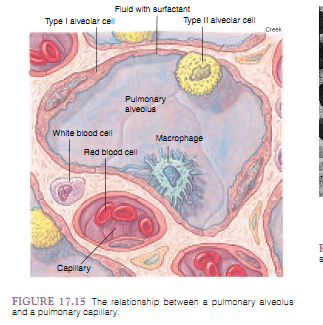 Fluid with surfactant
Type I alveolar cell
Type II alveolar cell
Creek
Pulmonary
alveolus
White blood cell
Macrophage
Red blood cell
Capillary
FIGURE 17.15 The relationship between a pulmonary alveolus
and a pulmonary capillary.
F
s